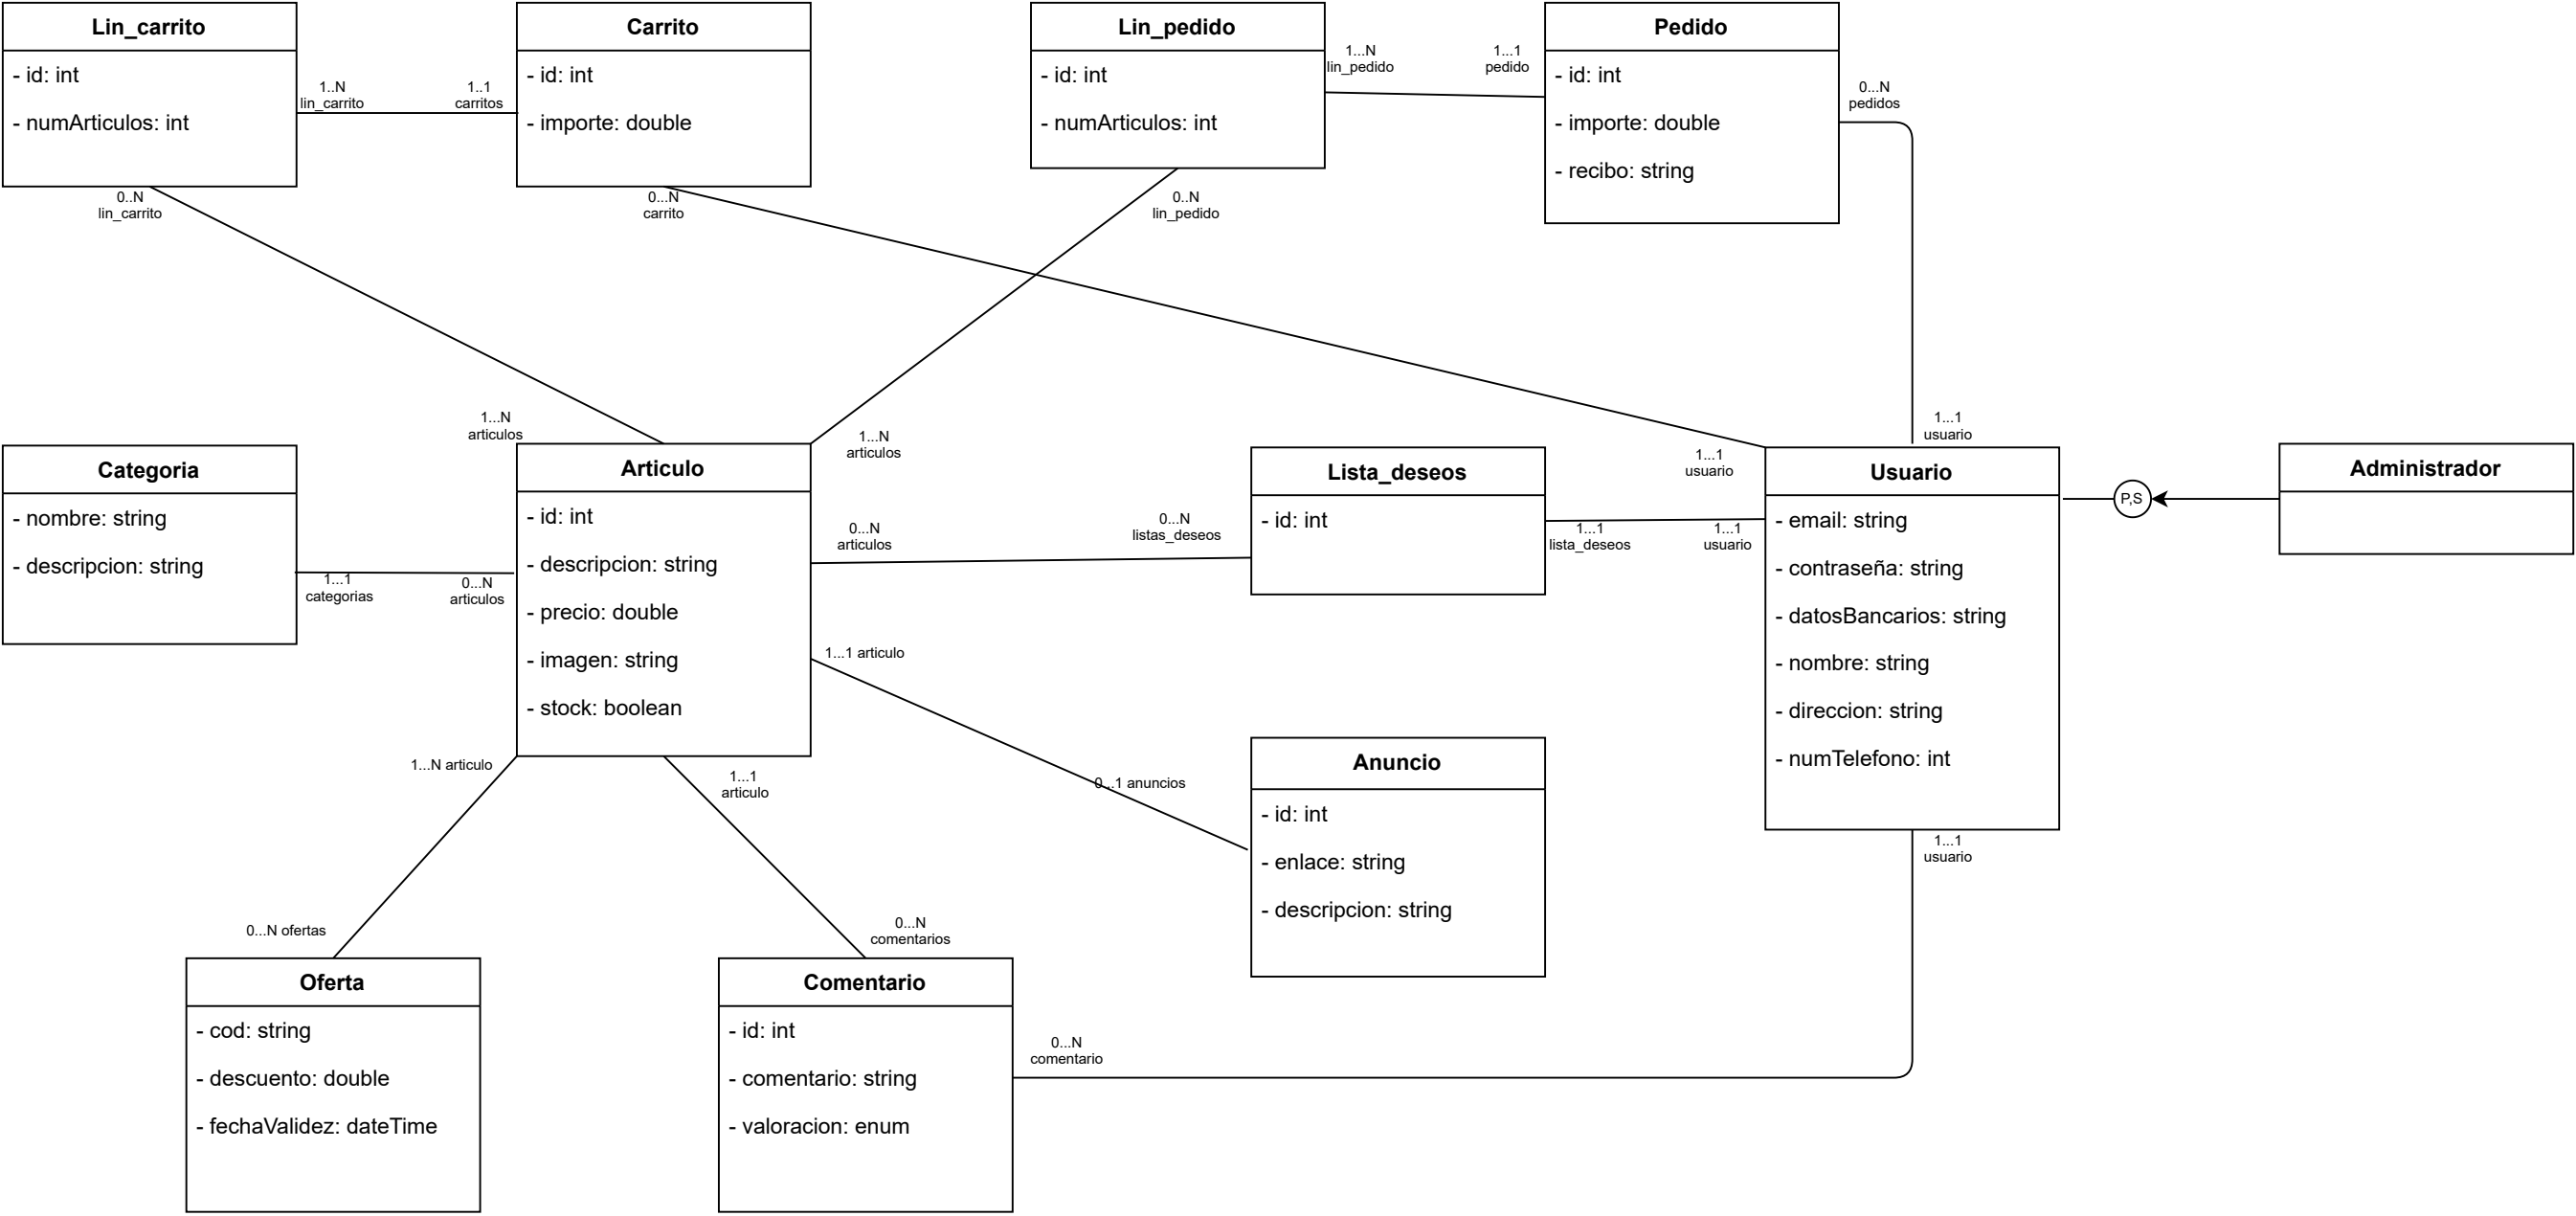 Lin_carrito
- id: int
- numArticulos: int
1..N
lin_carrito
1..1
carritos
Carrito
- id: int
- importe: double
Lin_pedido
- id: int
- numArticulos: int
1...N
lin_pedido
1...1
pedido
Pedido
- id: int
- importe: double
- recibo: string
0...N
pedidos
0..N
lin_carrito
0...N
carrito
0..N
lin_pedido
1...N
articulos
1...N
articulos
1...1
usuario
1...1
usuario
Categoria
- nombre: string
- descripcion: string
1...1
categorias
0...N
articulos
Articulo
- id: int
- descripcion: string
- precio: double
- imagen: string
- stock: boolean
0...N
articulos
0...N
listas_deseos
Lista_deseos
- id: int
1...1
lista_deseos
1...1
usuario
Usuario
- email: string
- contraseña: string
- datosBancarios: string
- nombre: string
- direccion: string
- numTelefono: int
P,S
Administrador
1...1 articulo
0...1 anuncios
Anuncio
- id: int
- enlace: string
- descripcion: string
1...N articulo
1...1
articulo
1...1
usuario
0...N ofertas
0...N
comentarios
Oferta
- cod: string
- descuento: double
- fechaValidez: dateTime
Comentario
- id: int
- comentario: string
- valoracion: enum
0...N
comentario